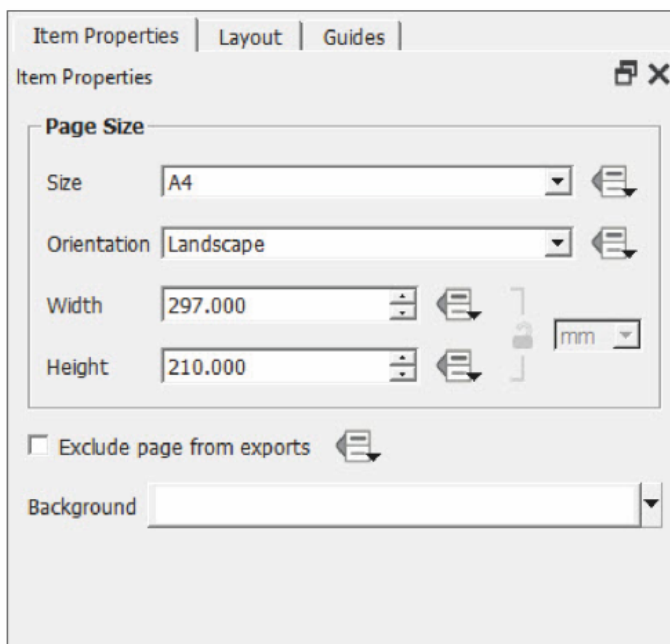 Item Properties Layout Guides
Item Properties
Page Size
Size A4
Orientation Landscape
Width 297.000
mm
Height 210.000
Exclude page from exports
Background